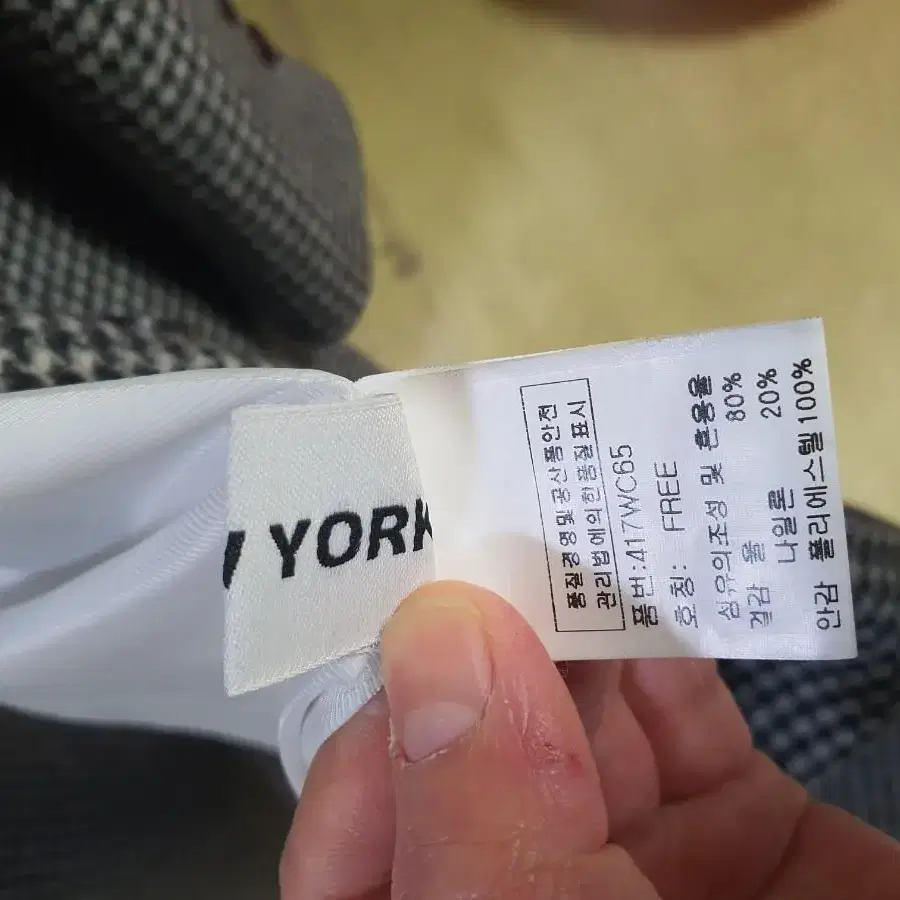 YORK
품질경영및공산품안전
관리법에의한품질표시
품번:417WC65
호칭: FREE
섬유의조성 및 혼용율
겉감 울 80%
나일론 20%
안감 폴리에스텔 100%